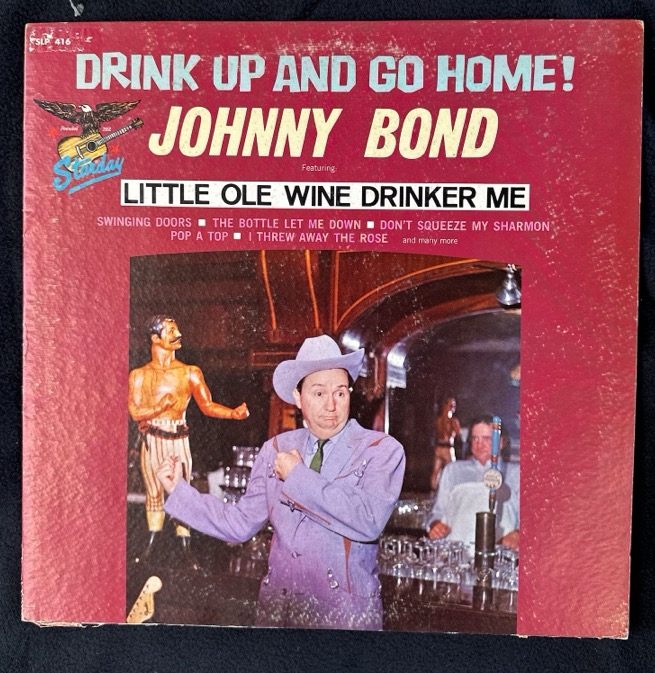 SLP 416
DRINK UP AND GO HOME!
JOHNNY BOND
Starday
Featuring:
LITTLE OLE WINE DRINKER ME
SWINGING DOORS ■ THE BOTTLE LET ME DOWN ■ DON'T SQUEEZE MY SHARMON
POP A TOP ■ I THREW AWAY THE ROSE and many more